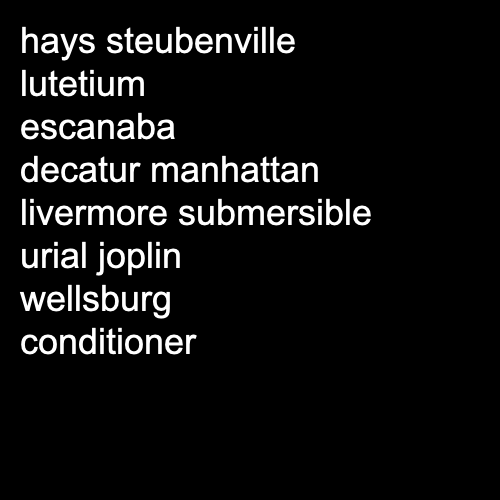 hays steubenville
lutetium
escanaba
decatur manhattan
livermore submersible
urial joplin
wellsburg
conditioner